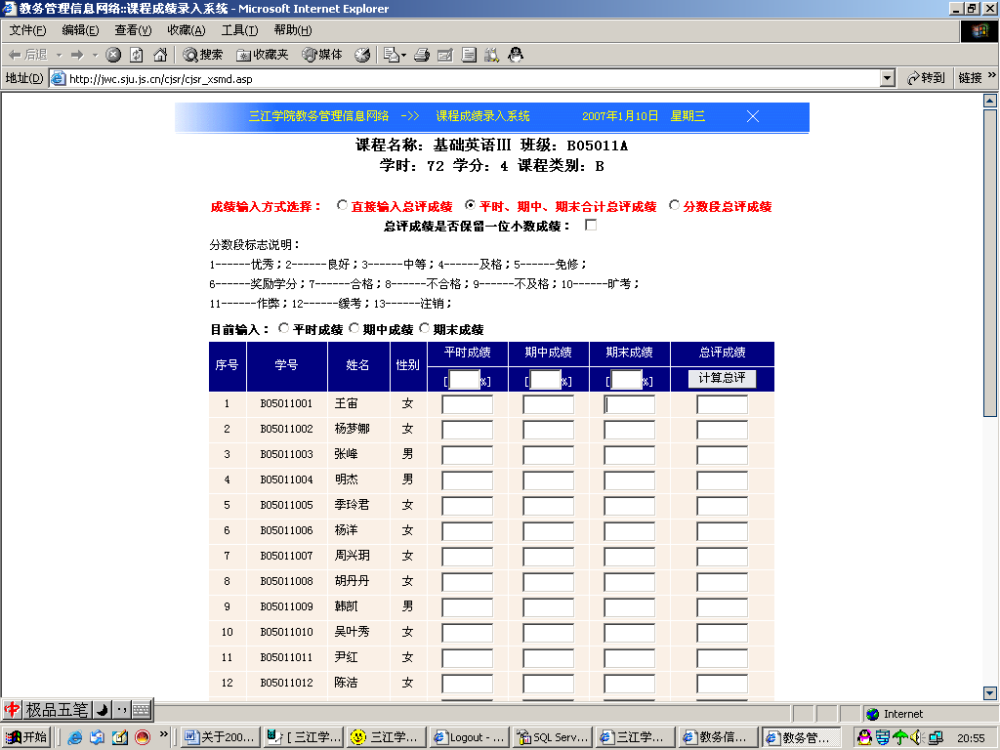 教务管理信息网络::课程成绩录入系统 - Microsoft Internet Explorer
文件(F) 编辑(E) 查看(V) 收藏(A) 工具(T) 帮助(H)
后退 搜索 收藏夹 媒体
地址(D) http://jwc.sju.js.cn/cjsr/cjsr_xsmd.asp 转到 链接 »
三江学院教务管理信息网络 ->> 课程成绩录入系统 2007年1月10日 星期三
课程名称：基础英语Ⅲ 班级：B05011A
学时：72 学分：4 课程类别：B
成绩输入方式选择： 直接输入总评成绩 平时、期中、期末合计总评成绩 分数段总评成绩
总评成绩是否保留一位小数成绩：
分数段标志说明：
1------优秀；2------良好；3------中等；4------及格；5------免修；
6------奖励学分；7------合格；8------不合格；9------不及格；10------旷考；
11------作弊；12------缓考；13------注销；
目前输入： 平时成绩 期中成绩 期末成绩
序号 学号 姓名 性别 平时成绩 期中成绩 期末成绩 总评成绩
[ %] [ %] [ %] 计算总评
1 B05011001 王宙 女
2 B05011002 杨梦娜 女
3 B05011003 张峰 男
4 B05011004 明杰 男
5 B05011005 季玲君 女
6 B05011006 杨洋 女
7 B05011007 周兴玥 女
8 B05011008 胡丹丹 女
9 B05011009 韩凯 男
10 B05011010 吴叶秀 女
11 B05011011 尹红 女
12 B05011012 陈洁 女
中 极品五笔
Internet
开始 » 关于200... [ 三江学... 三江学... Logout - ... SQL Serv... 三江学... 教务信... 教务管... 20:55